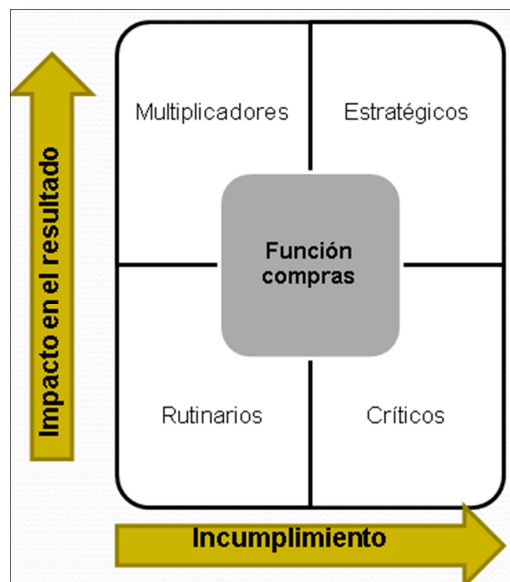 Multiplicadores
Estratégicos
Impacto en el resultado
Función
compras
Rutinarios
Críticos
Incumplimiento